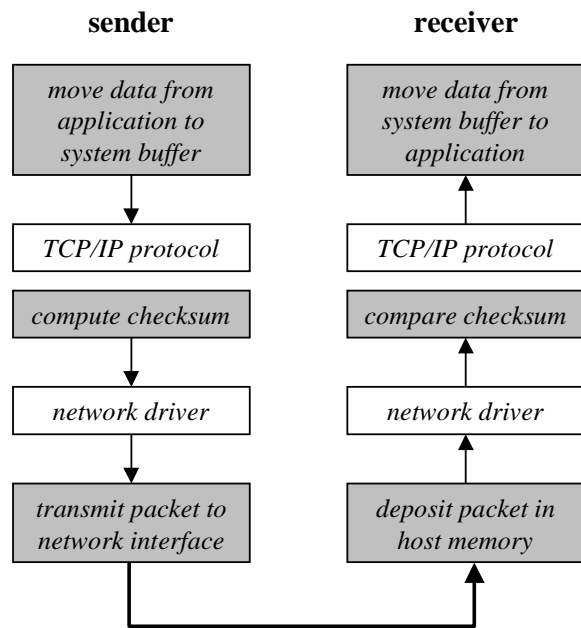 sender
move data from
application to
system buffer
TCP/IP protocol
compute checksum
network driver
transmit packet to
network interface
receiver
move data from
system buffer to
application
TCP/IP protocol
compare checksum
network driver
deposit packet in
host memory